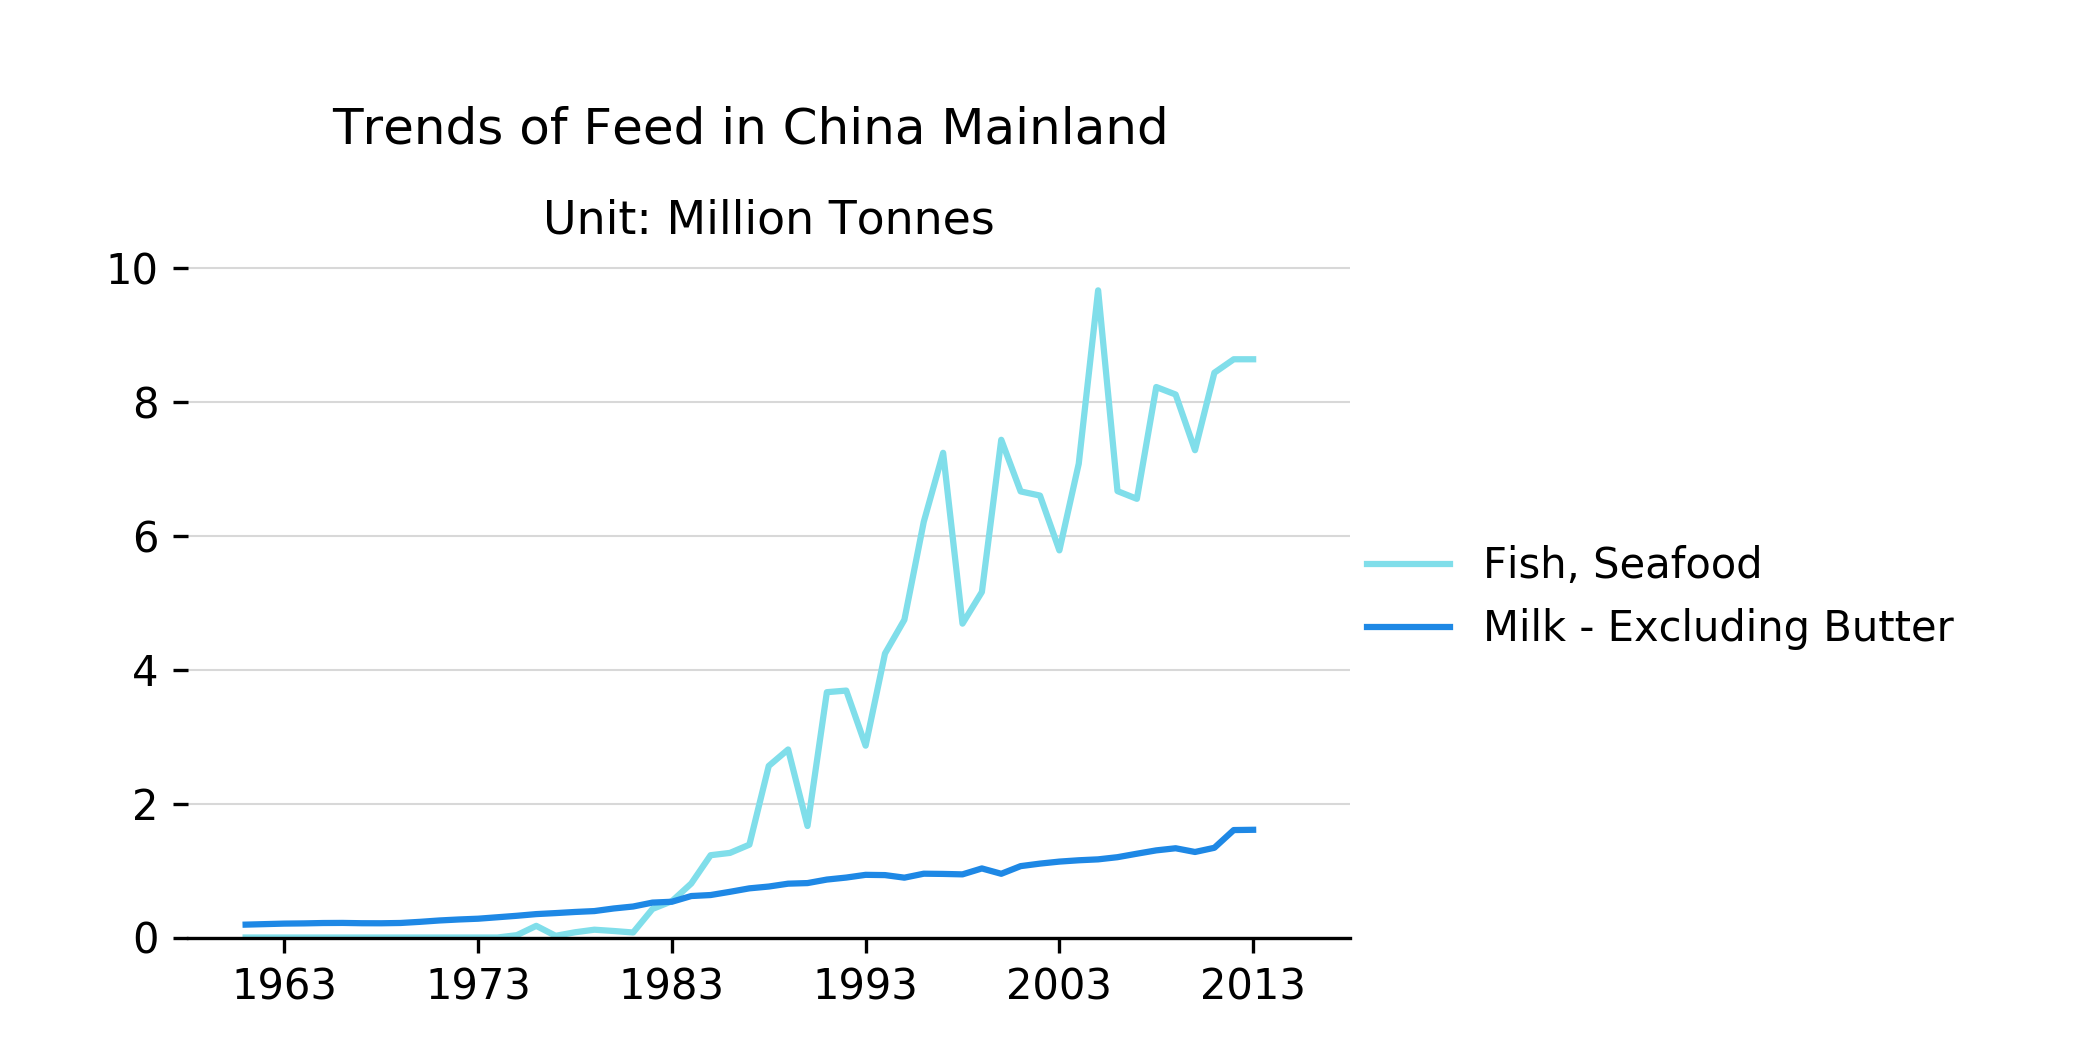 Trends of Feed in China Mainland
Unit: Million Tonnes
10
8
6
4
2
0
1963 1973 1983 1993 2003 2013
Fish, Seafood
Milk - Excluding Butter